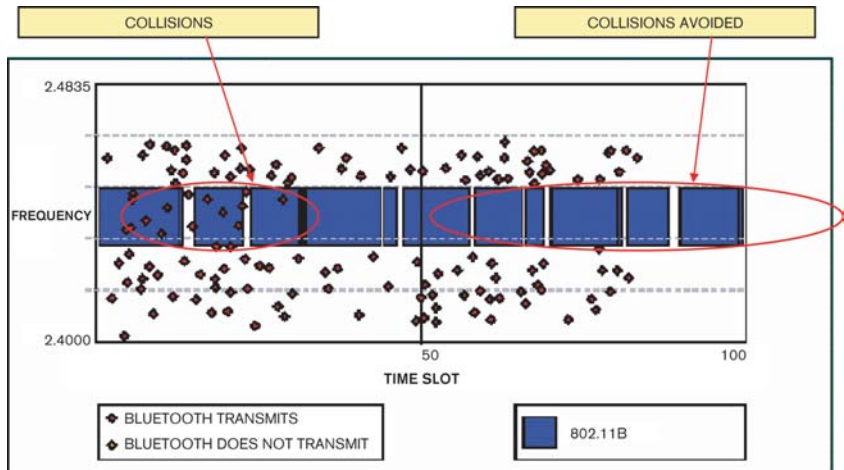 COLLISIONS
COLLISIONS AVOIDED
2.4835
FREQUENCY
2.4000
50
100
TIME SLOT
BLUETOOTH TRANSMITS
BLUETOOTH DOES NOT TRANSMIT
802.11B